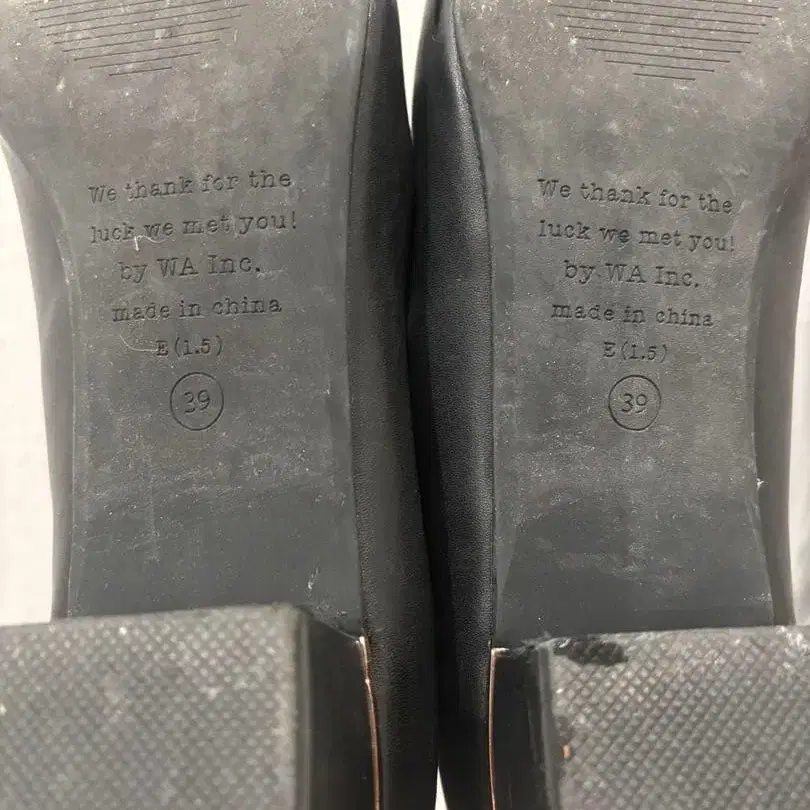 We thank for the
luck we met you!
by WA Inc.
made in china
E(1.5)
39
We thank for the
luck we met you!
by WA Inc.
made in china
E(1.5)
39